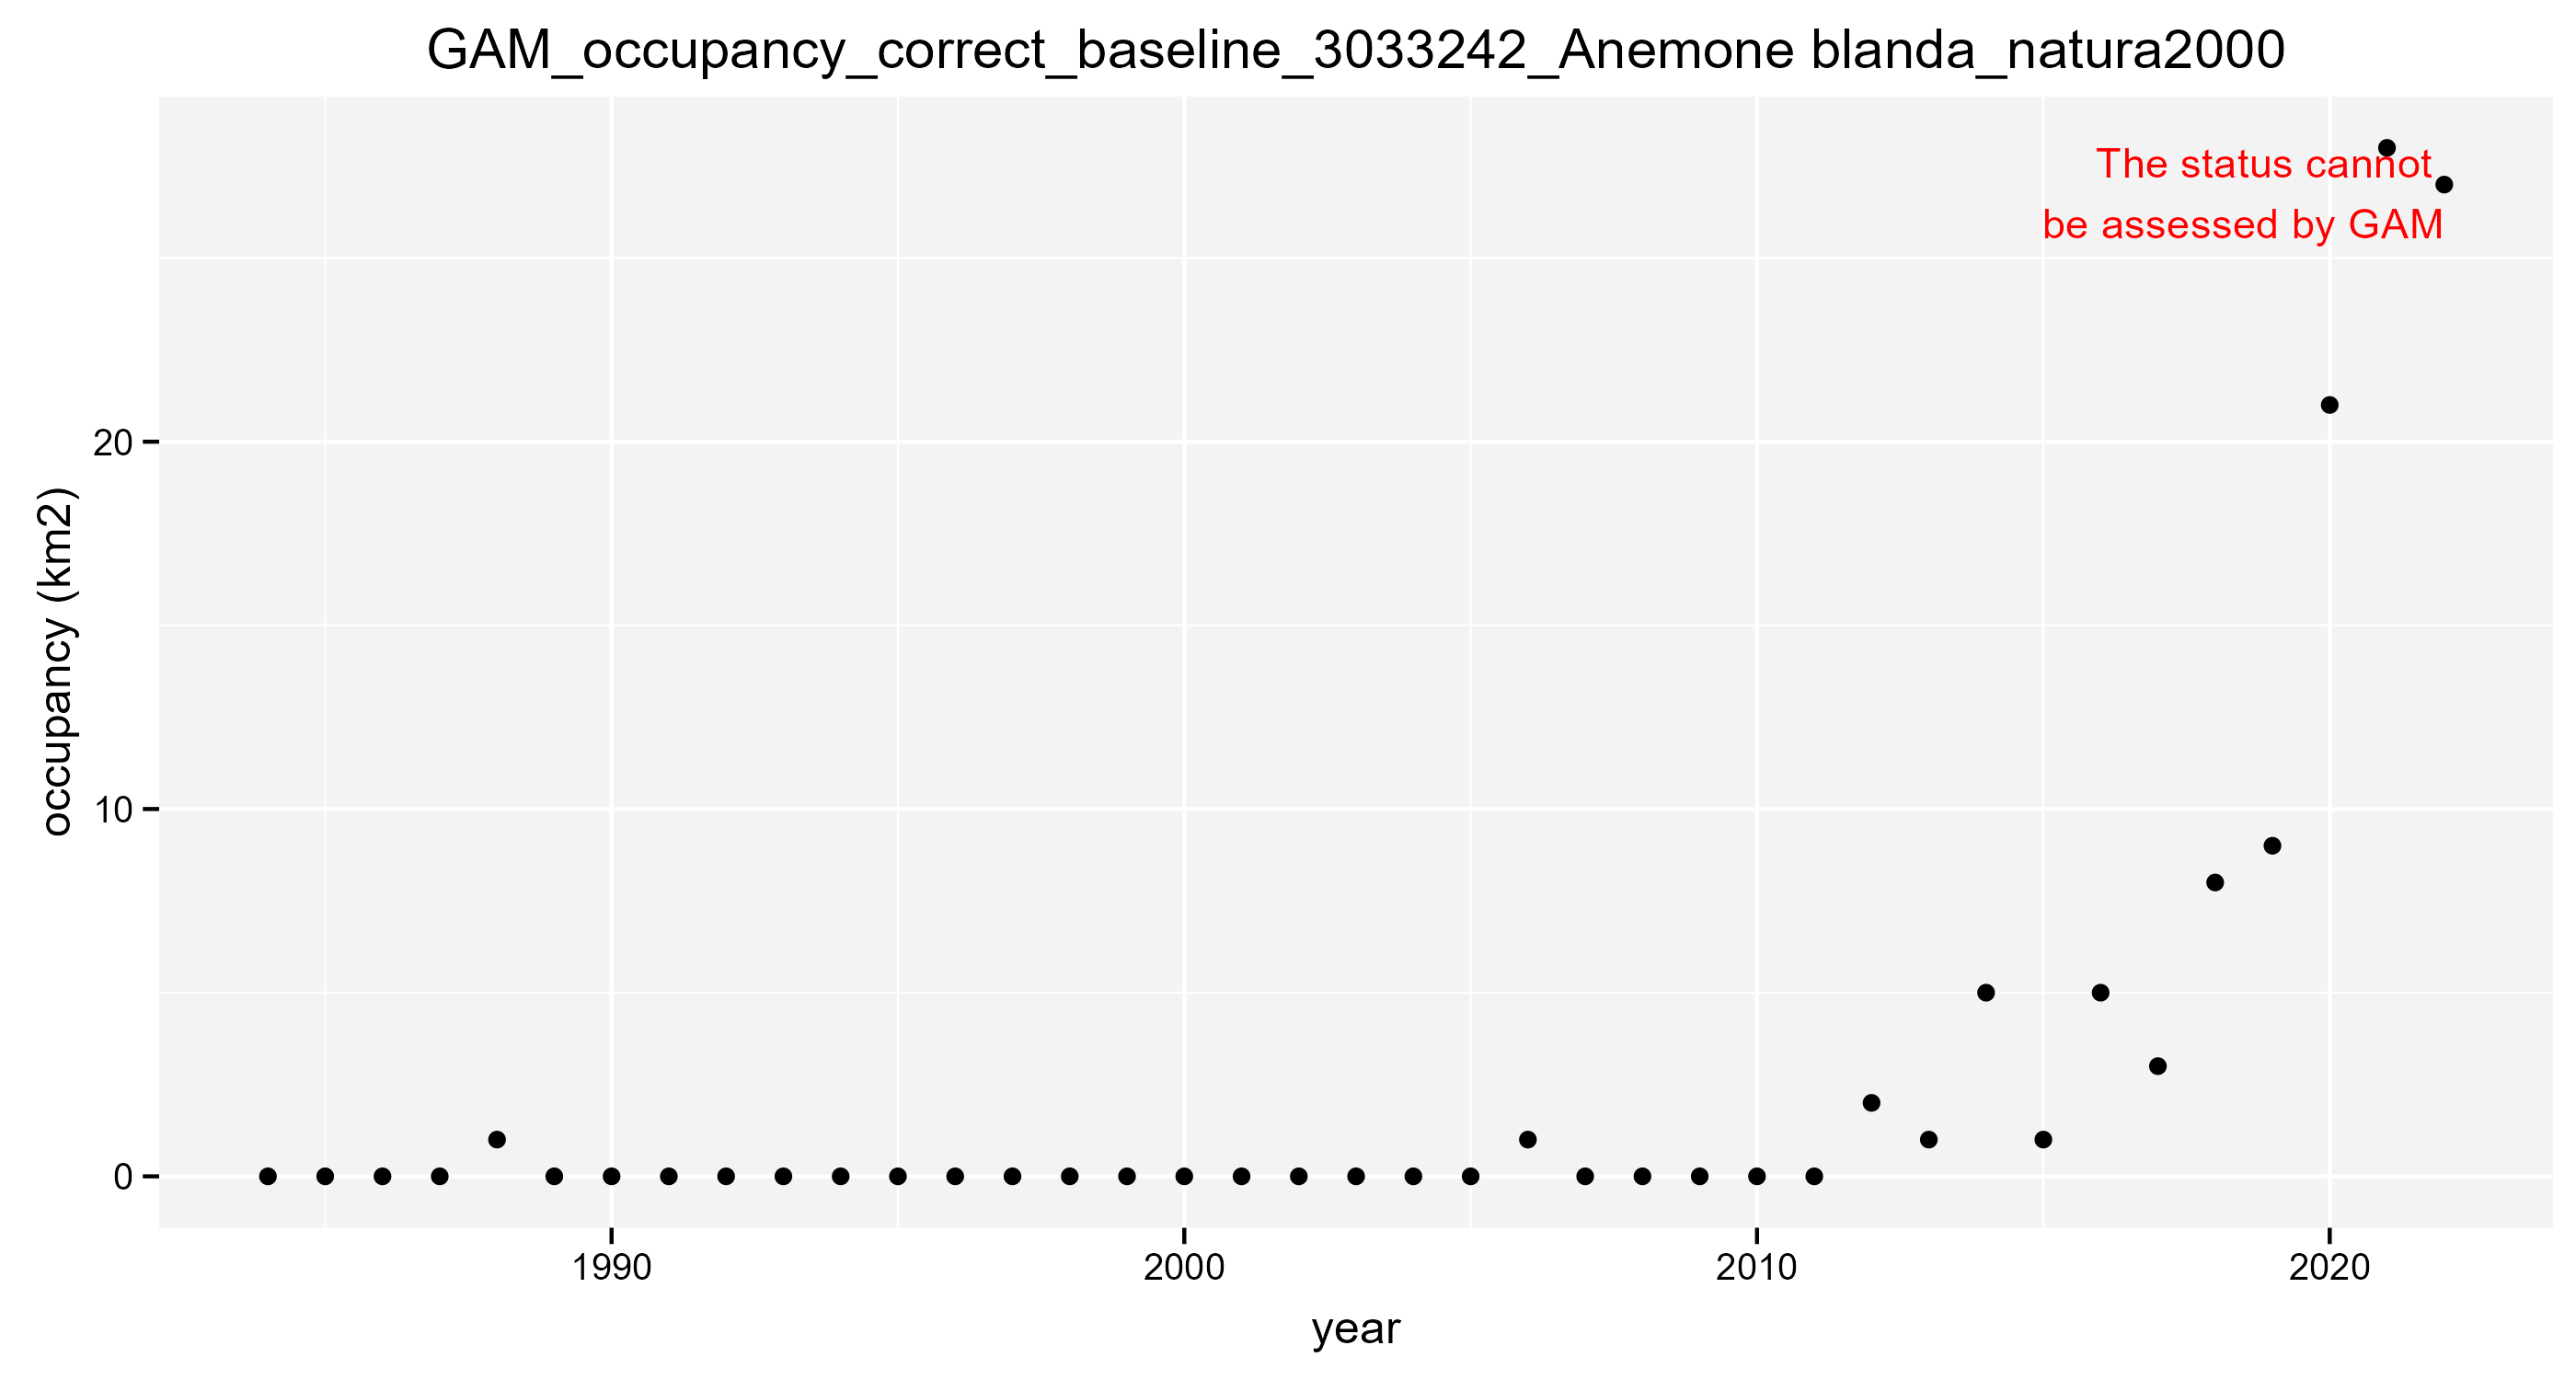 GAM_occupancy_correct_baseline_3033242_Anemone blanda_natura2000
The status cannot
be assessed by GAM
occupancy (km2)
20
10
0
1990
2000
2010
2020
year